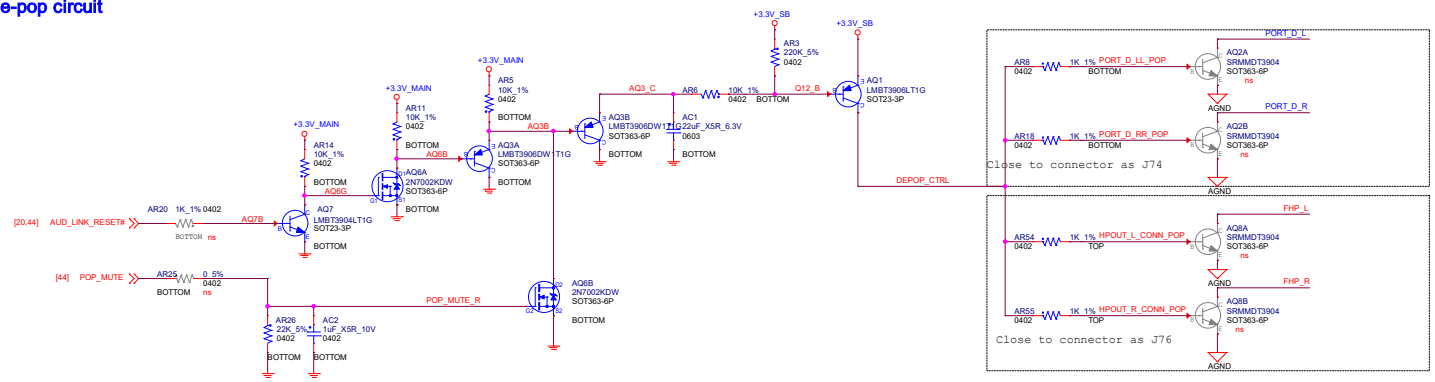 e-pop circuit
+3.3V_MAIN
AR14
10K_1%
0402
BOTTOM
AQ6G
[20,44] AUD_LINK_RESET#
AR20 1K_1% 0402
BOTTOM ns
AQ7B
B
C
E
AQ7
LMBT3904LT1G
SOT23-3P
BOTTOM
+3.3V_MAIN
AR11
10K_1%
0402
BOTTOM
AQ6B
D1
G1
S1
AQ6A
2N7002KDW
SOT363-6P
BOTTOM
+3.3V_MAIN
AR5
10K_1%
0402
BOTTOM
AQ3B
B
E
C
AQ3A
LMBT3906DW1T1G
SOT363-6P
BOTTOM
AQ3_C
B
E
C
AQ3B
LMBT3906DW1T1G
SOT363-6P
BOTTOM
AC1
22uF_X5R_6.3V
0603
BOTTOM
AR6 10K_1%
0402 BOTTOM
+3.3V_SB
AR3
220K_5%
0402
Q12_B
+3.3V_SB
B
E
C
AQ1
LMBT3906LT1G
SOT23-3P
DEPOP_CTRL
[44] POP_MUTE
AR25 0_5%
0402
BOTTOM ns
POP_MUTE_R
AR26
22K_5%
0402
BOTTOM
AC2
1uF_X5R_10V
0402
BOTTOM
D2
G2
S2
AQ6B
2N7002KDW
SOT363-6P
BOTTOM
PORT_D_L
AR8 1K_1% PORT_D_LL_POP
0402 BOTTOM
B
C
E
AQ2A
SRMMDT3904
SOT363-6P
ns
AGND
PORT_D_R
AR18 1K_1% PORT_D_RR_POP
0402 BOTTOM
B
C
E
AQ2B
SRMMDT3904
SOT363-6P
ns
AGND
Close to connector as J74
FHP_L
AR54 1K_1% HPOUT_L_CONN_POP
0402 TOP
B
C
E
AQ8A
SRMMDT3904
SOT363-6P
ns
AGND
FHP_R
AR55 1K_1% HPOUT_R_CONN_POP
0402 TOP
B
C
E
AQ8B
SRMMDT3904
SOT363-6P
ns
AGND
Close to connector as J76